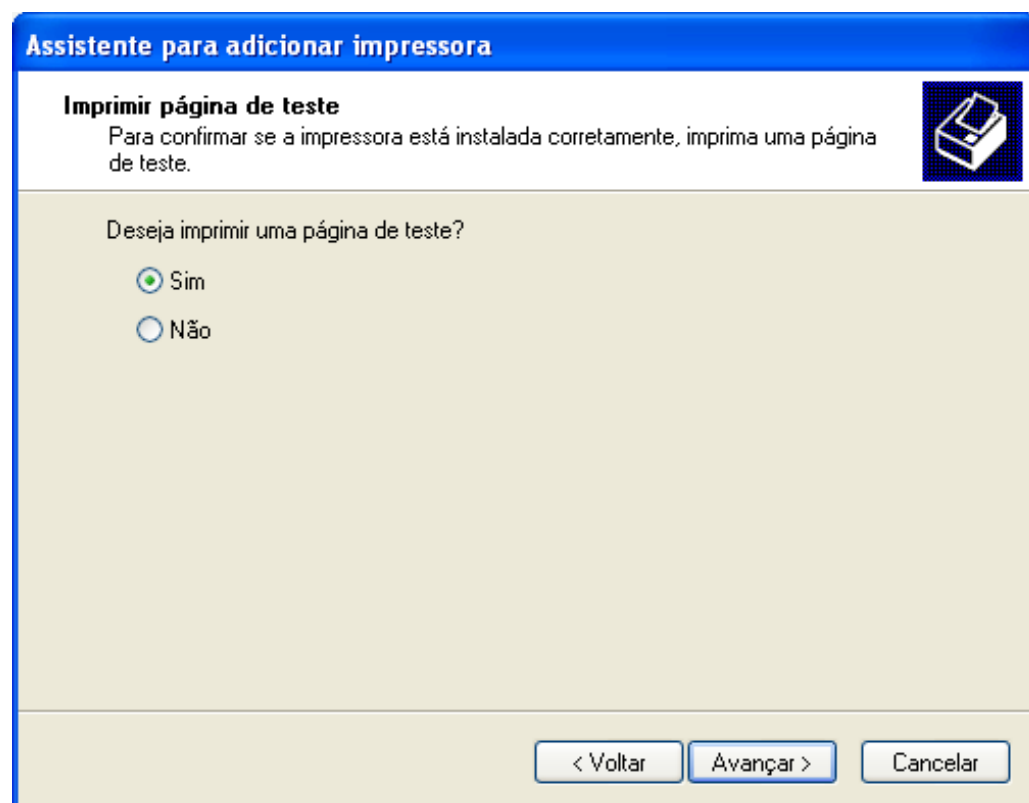 Assistente para adicionar impressora
Imprimir página de teste
Para confirmar se a impressora está instalada corretamente, imprima uma página
de teste.
Deseja imprimir uma página de teste?
Sim
Não
< Voltar
Avançar >
Cancelar